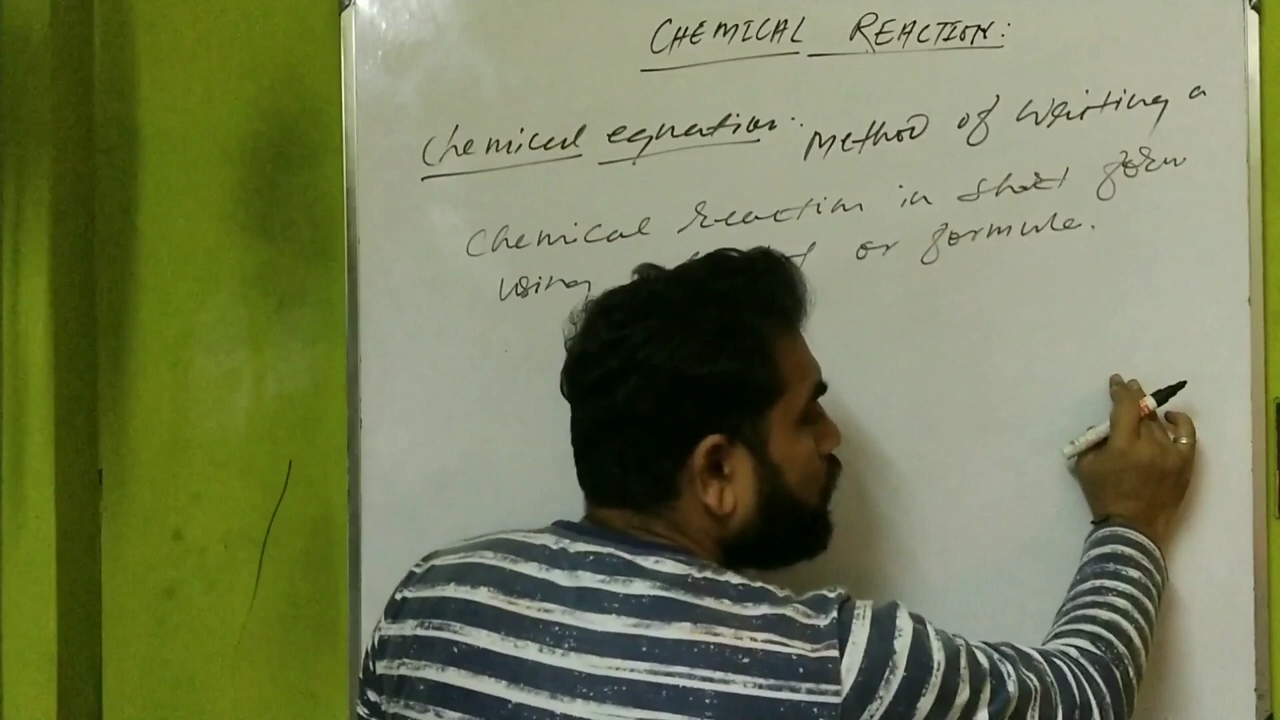 CHEMICAL REACTION:
Chemical equation: Method of writing a
Chemical reaction in short form
using or formula.